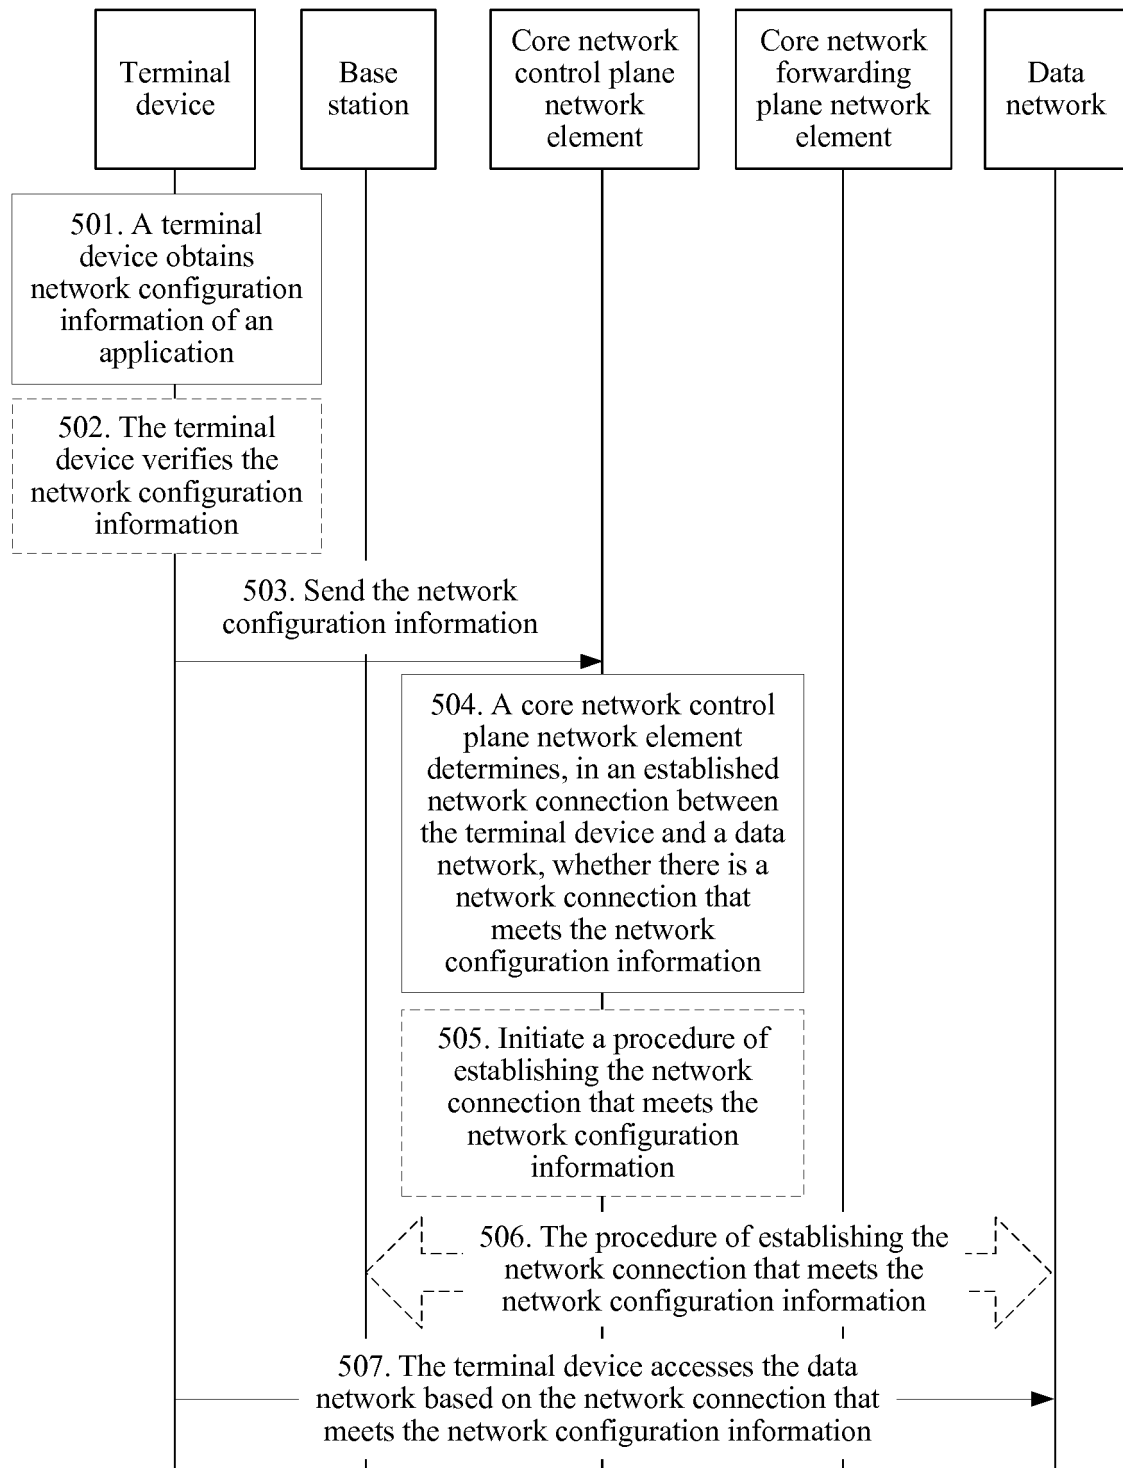 Terminal
device
Base
station
Core network
control plane
network
element
Core network
forwarding
plane network
element
Data
network
501. A terminal
device obtains
network configuration
information of an
application
502. The terminal
device verifies the
network configuration
information
503. Send the network
configuration information
504. A core network control
plane network element
determines, in an established
network connection between
the terminal device and a data
network, whether there is a
network connection that
meets the network
configuration information
505. Initiate a procedure of
establishing the network
connection that meets the
network configuration
information
506. The procedure of establishing the
network connection that meets the
network configuration information
507. The terminal device accesses the data
network based on the network connection that
meets the network configuration information